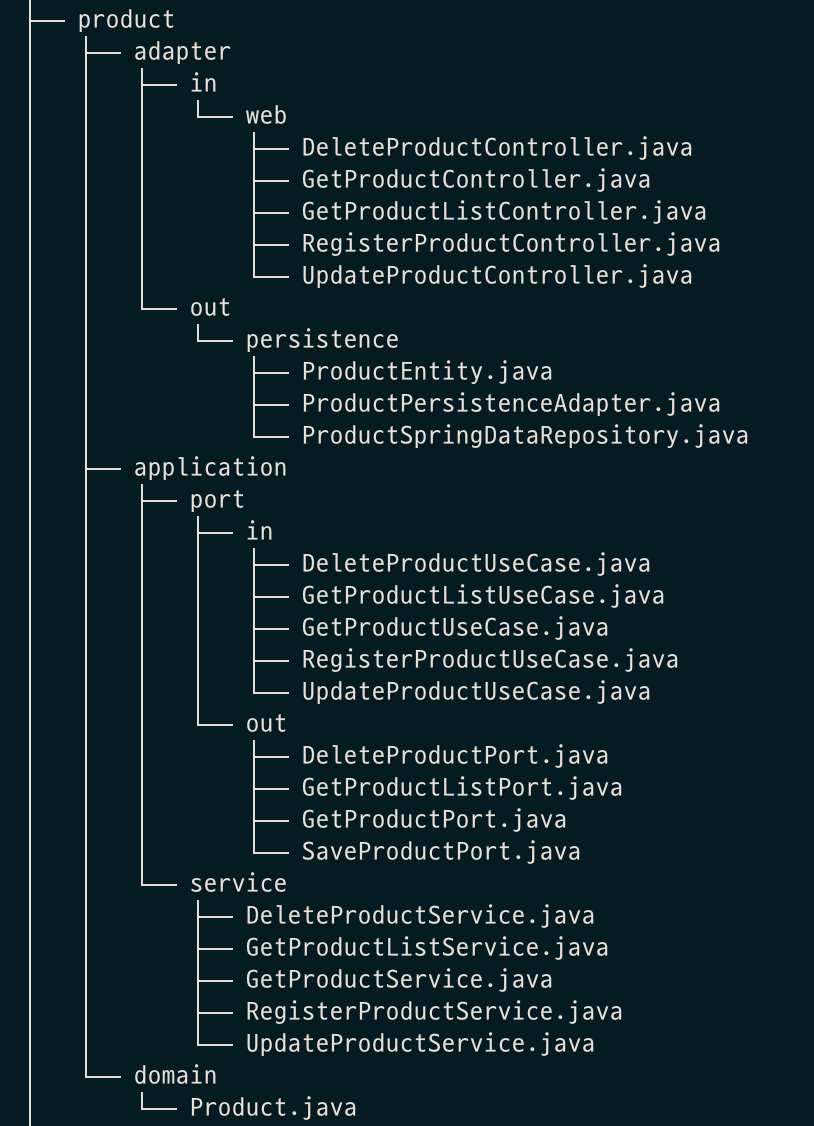 product
adapter
in
web
DeleteProductController.java
GetProductController.java
GetProductListController.java
RegisterProductController.java
UpdateProductController.java
out
persistence
ProductEntity.java
ProductPersistenceAdapter.java
ProductSpringDataRepository.java
application
port
in
DeleteProductUseCase.java
GetProductListUseCase.java
GetProductUseCase.java
RegisterProductUseCase.java
UpdateProductUseCase.java
out
DeleteProductPort.java
GetProductListPort.java
GetProductPort.java
SaveProductPort.java
service
DeleteProductService.java
GetProductListService.java
GetProductService.java
RegisterProductService.java
UpdateProductService.java
domain
Product.java